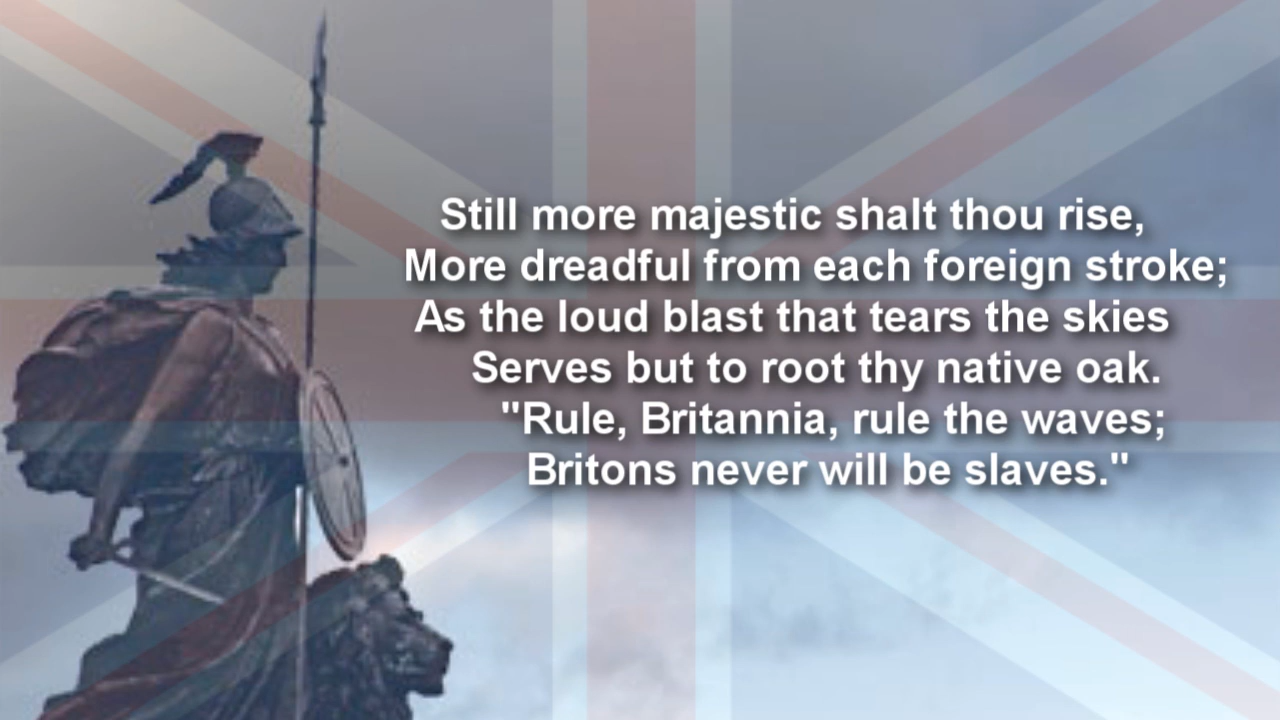 Still more majestic shalt thou rise,
More dreadful from each foreign stroke;
As the loud blast that tears the skies
Serves but to root thy native oak.
"Rule, Britannia, rule the waves;
Britons never will be slaves."